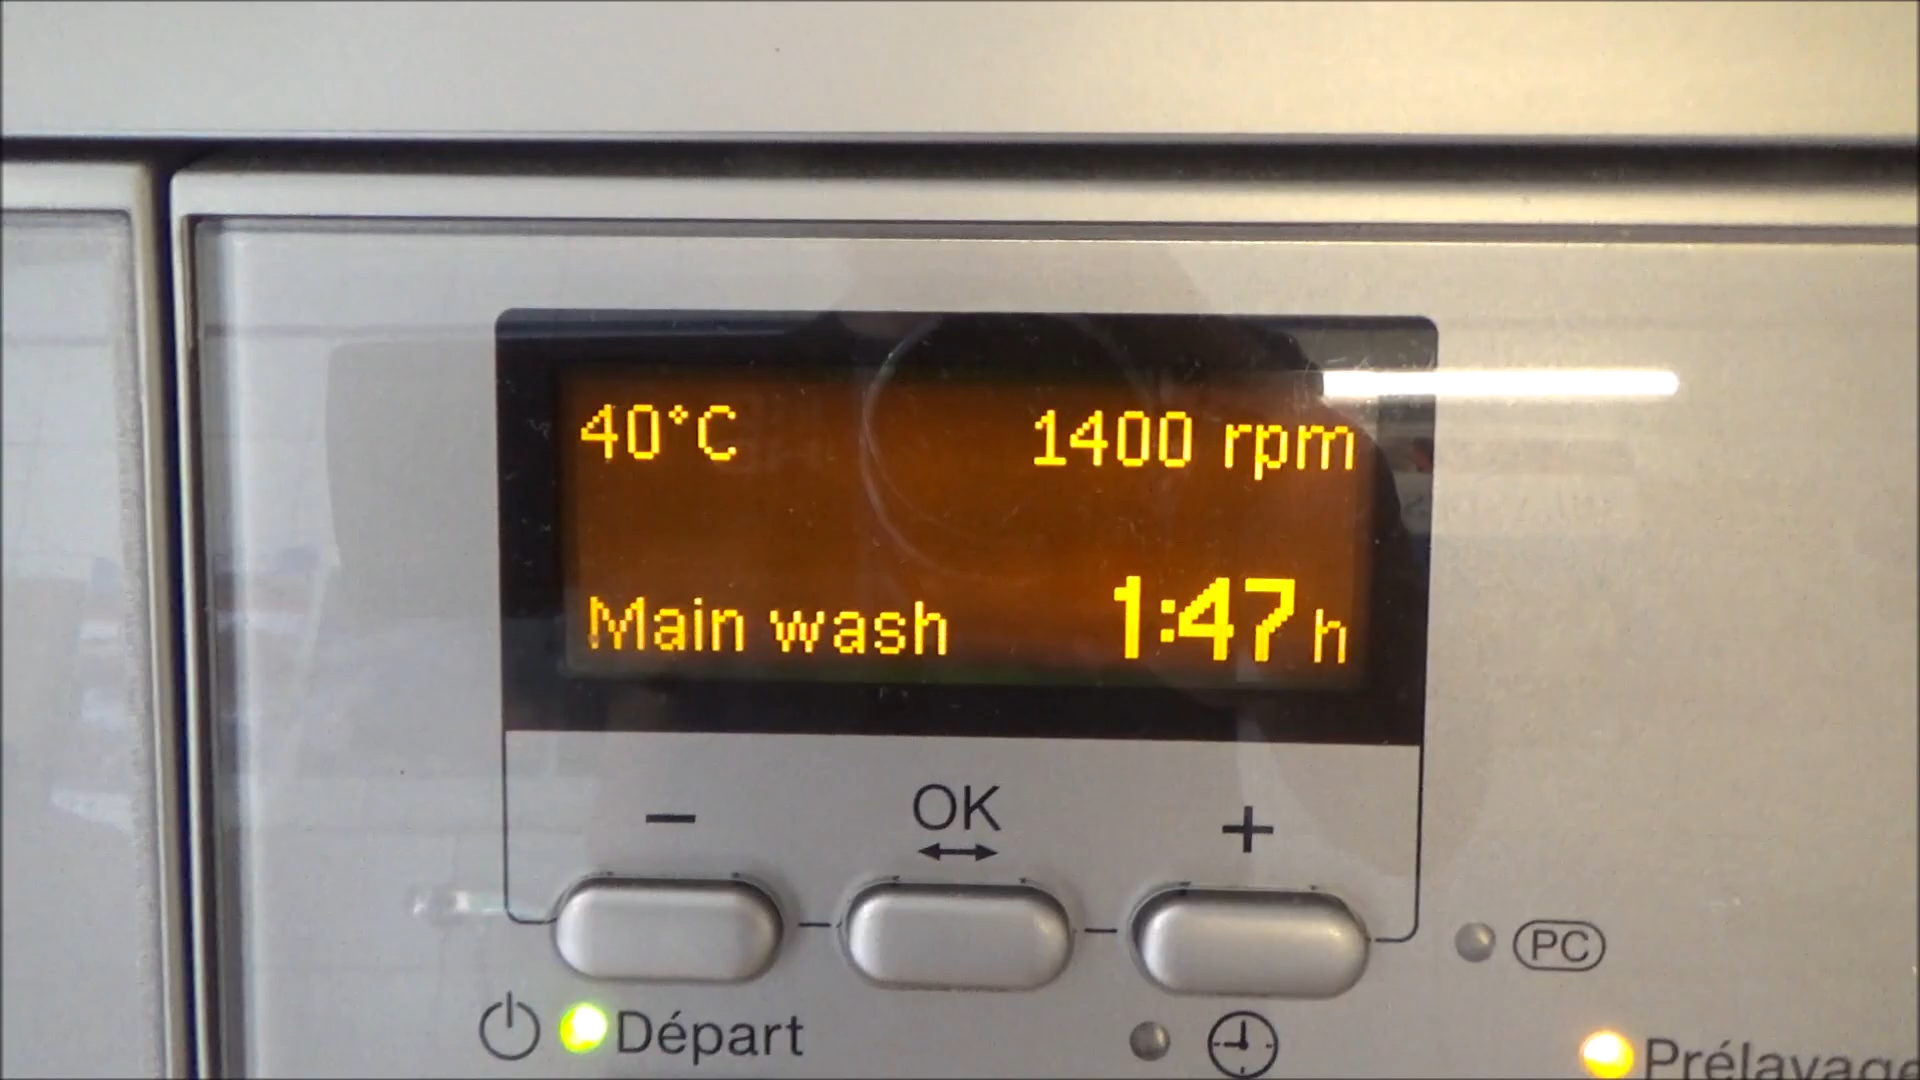 40°C 1400 rpm
Main wash 1:47 h
− OK +
PC
Départ
Prélavage